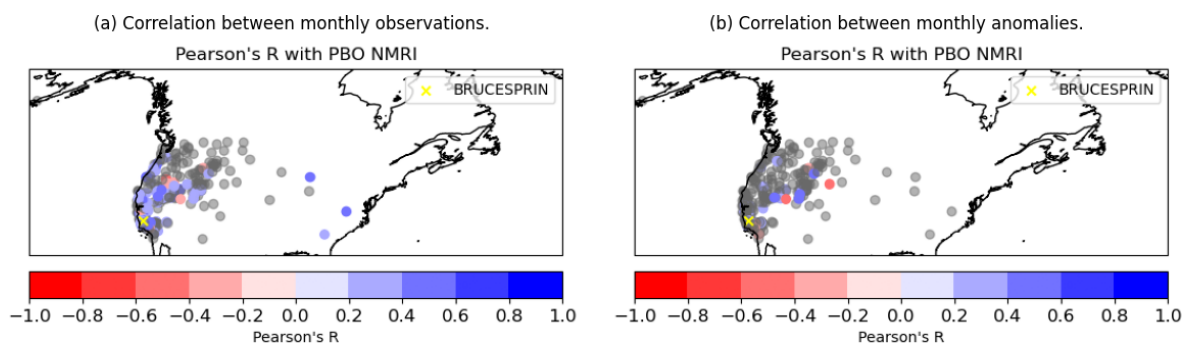 (a) Correlation between monthly observations.
Pearson's R with PBO NMRI
BRUCESPRIN
−1.0 −0.8 −0.6 −0.4 −0.2 0.0 0.2 0.4 0.6 0.8 1.0
Pearson's R
(b) Correlation between monthly anomalies.
Pearson's R with PBO NMRI
BRUCESPRIN
−1.0 −0.8 −0.6 −0.4 −0.2 0.0 0.2 0.4 0.6 0.8 1.0
Pearson's R